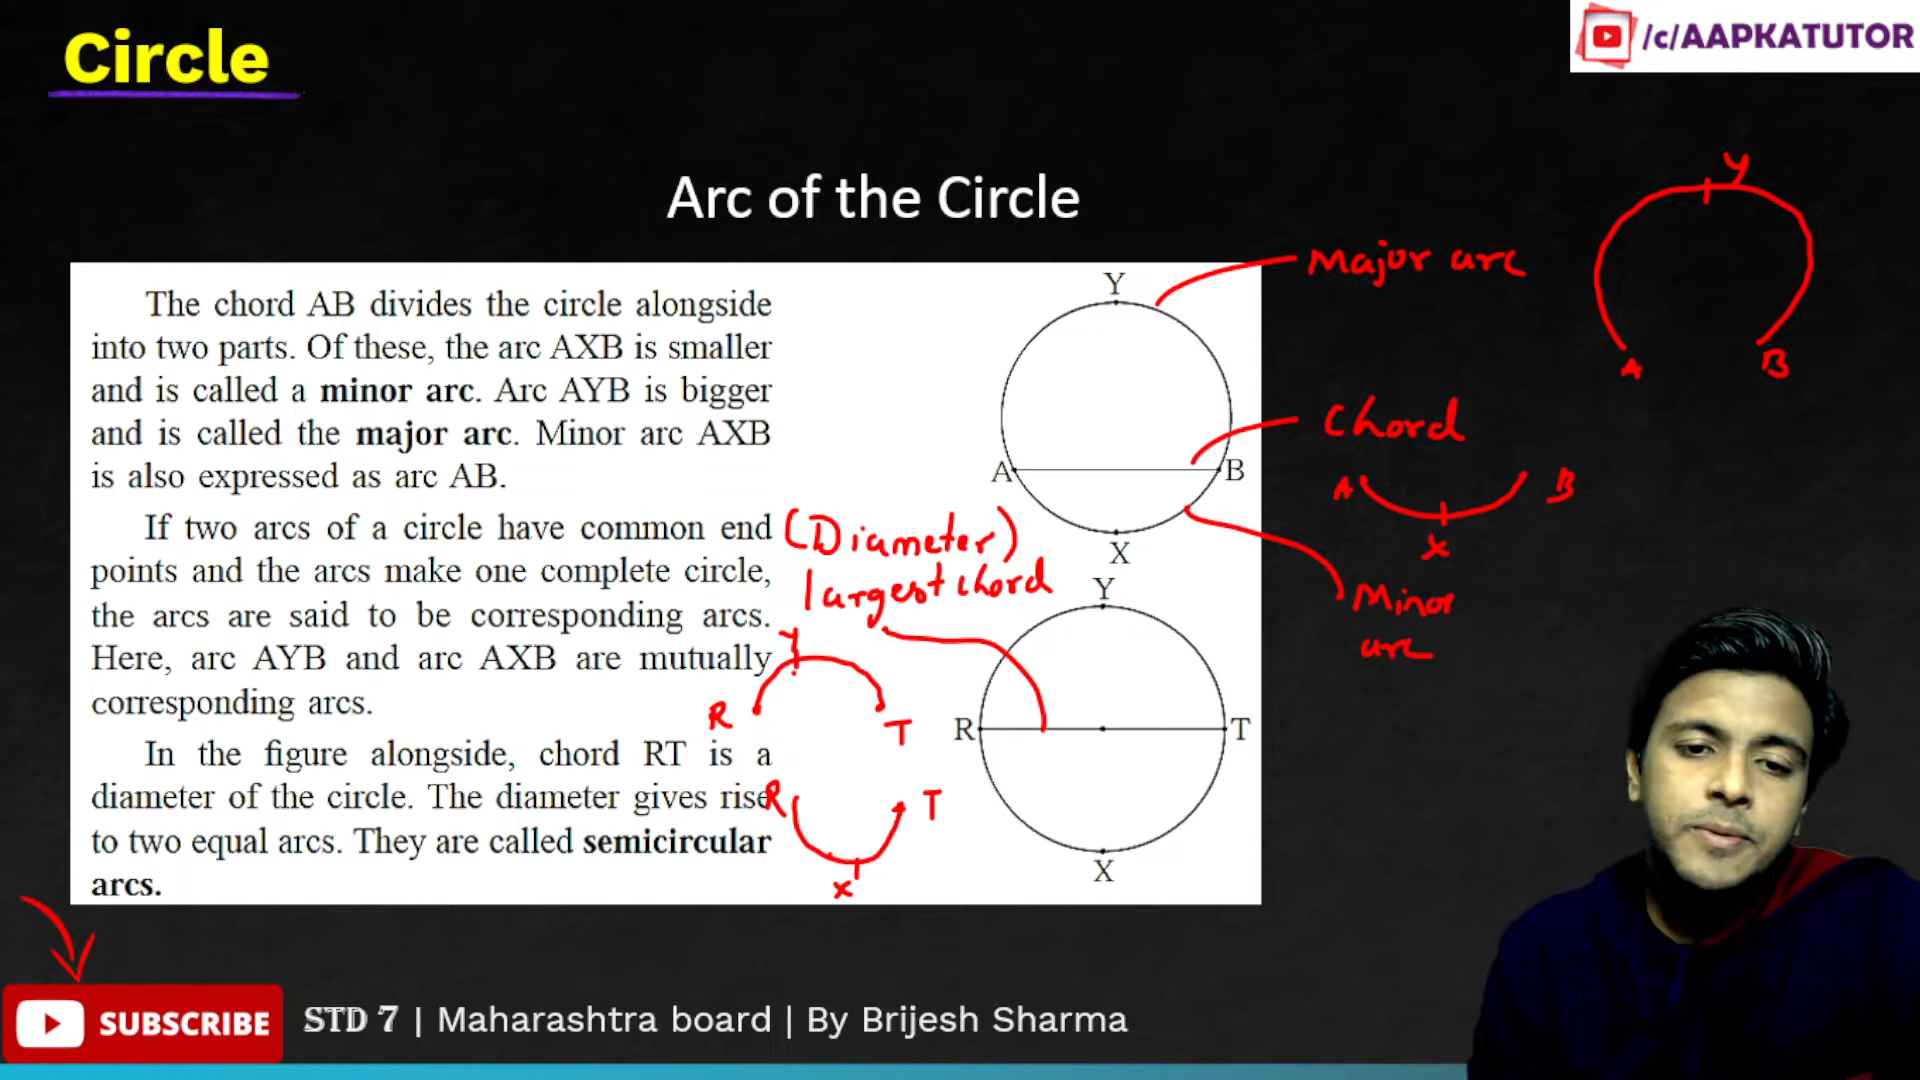 Circle
/c/AAPKATUTOR
Arc of the Circle
The chord AB divides the circle alongside
into two parts. Of these, the arc AXB is smaller
and is called a minor arc. Arc AYB is bigger
and is called the major arc. Minor arc AXB
is also expressed as arc AB.
If two arcs of a circle have common end
points and the arcs make one complete circle,
the arcs are said to be corresponding arcs.
Here, arc AYB and arc AXB are mutually
corresponding arcs.
In the figure alongside, chord RT is a
diameter of the circle. The diameter gives rise
to two equal arcs. They are called semicircular
arcs.
Y
A
B
X
Y
R
T
X
(Diameter)
largest chord
y
R
T
R
T
x
Major arc
Chord
A
B
x
Minor
arc
y
A
B
SUBSCRIBE
STD 7 | Maharashtra board | By Brijesh Sharma